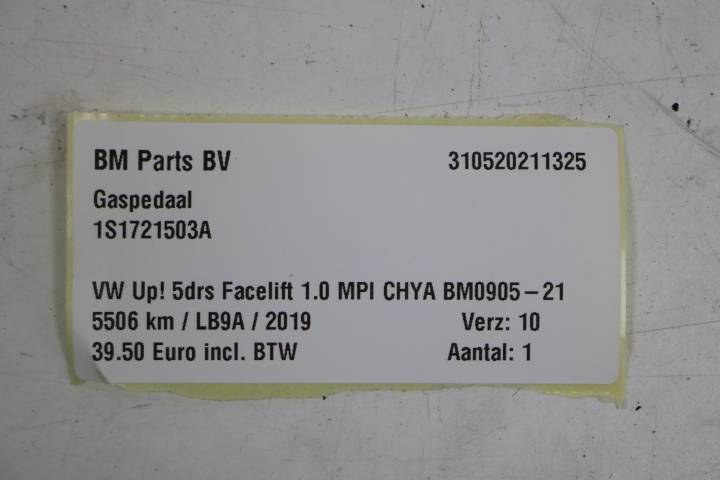 BM Parts BV 310520211325
Gaspedaal
1S1721503A
VW Up! 5drs Facelift 1.0 MPI CHYA BM0905-21
5506 km / LB9A / 2019 Verz: 10
39.50 Euro incl. BTW Aantal: 1